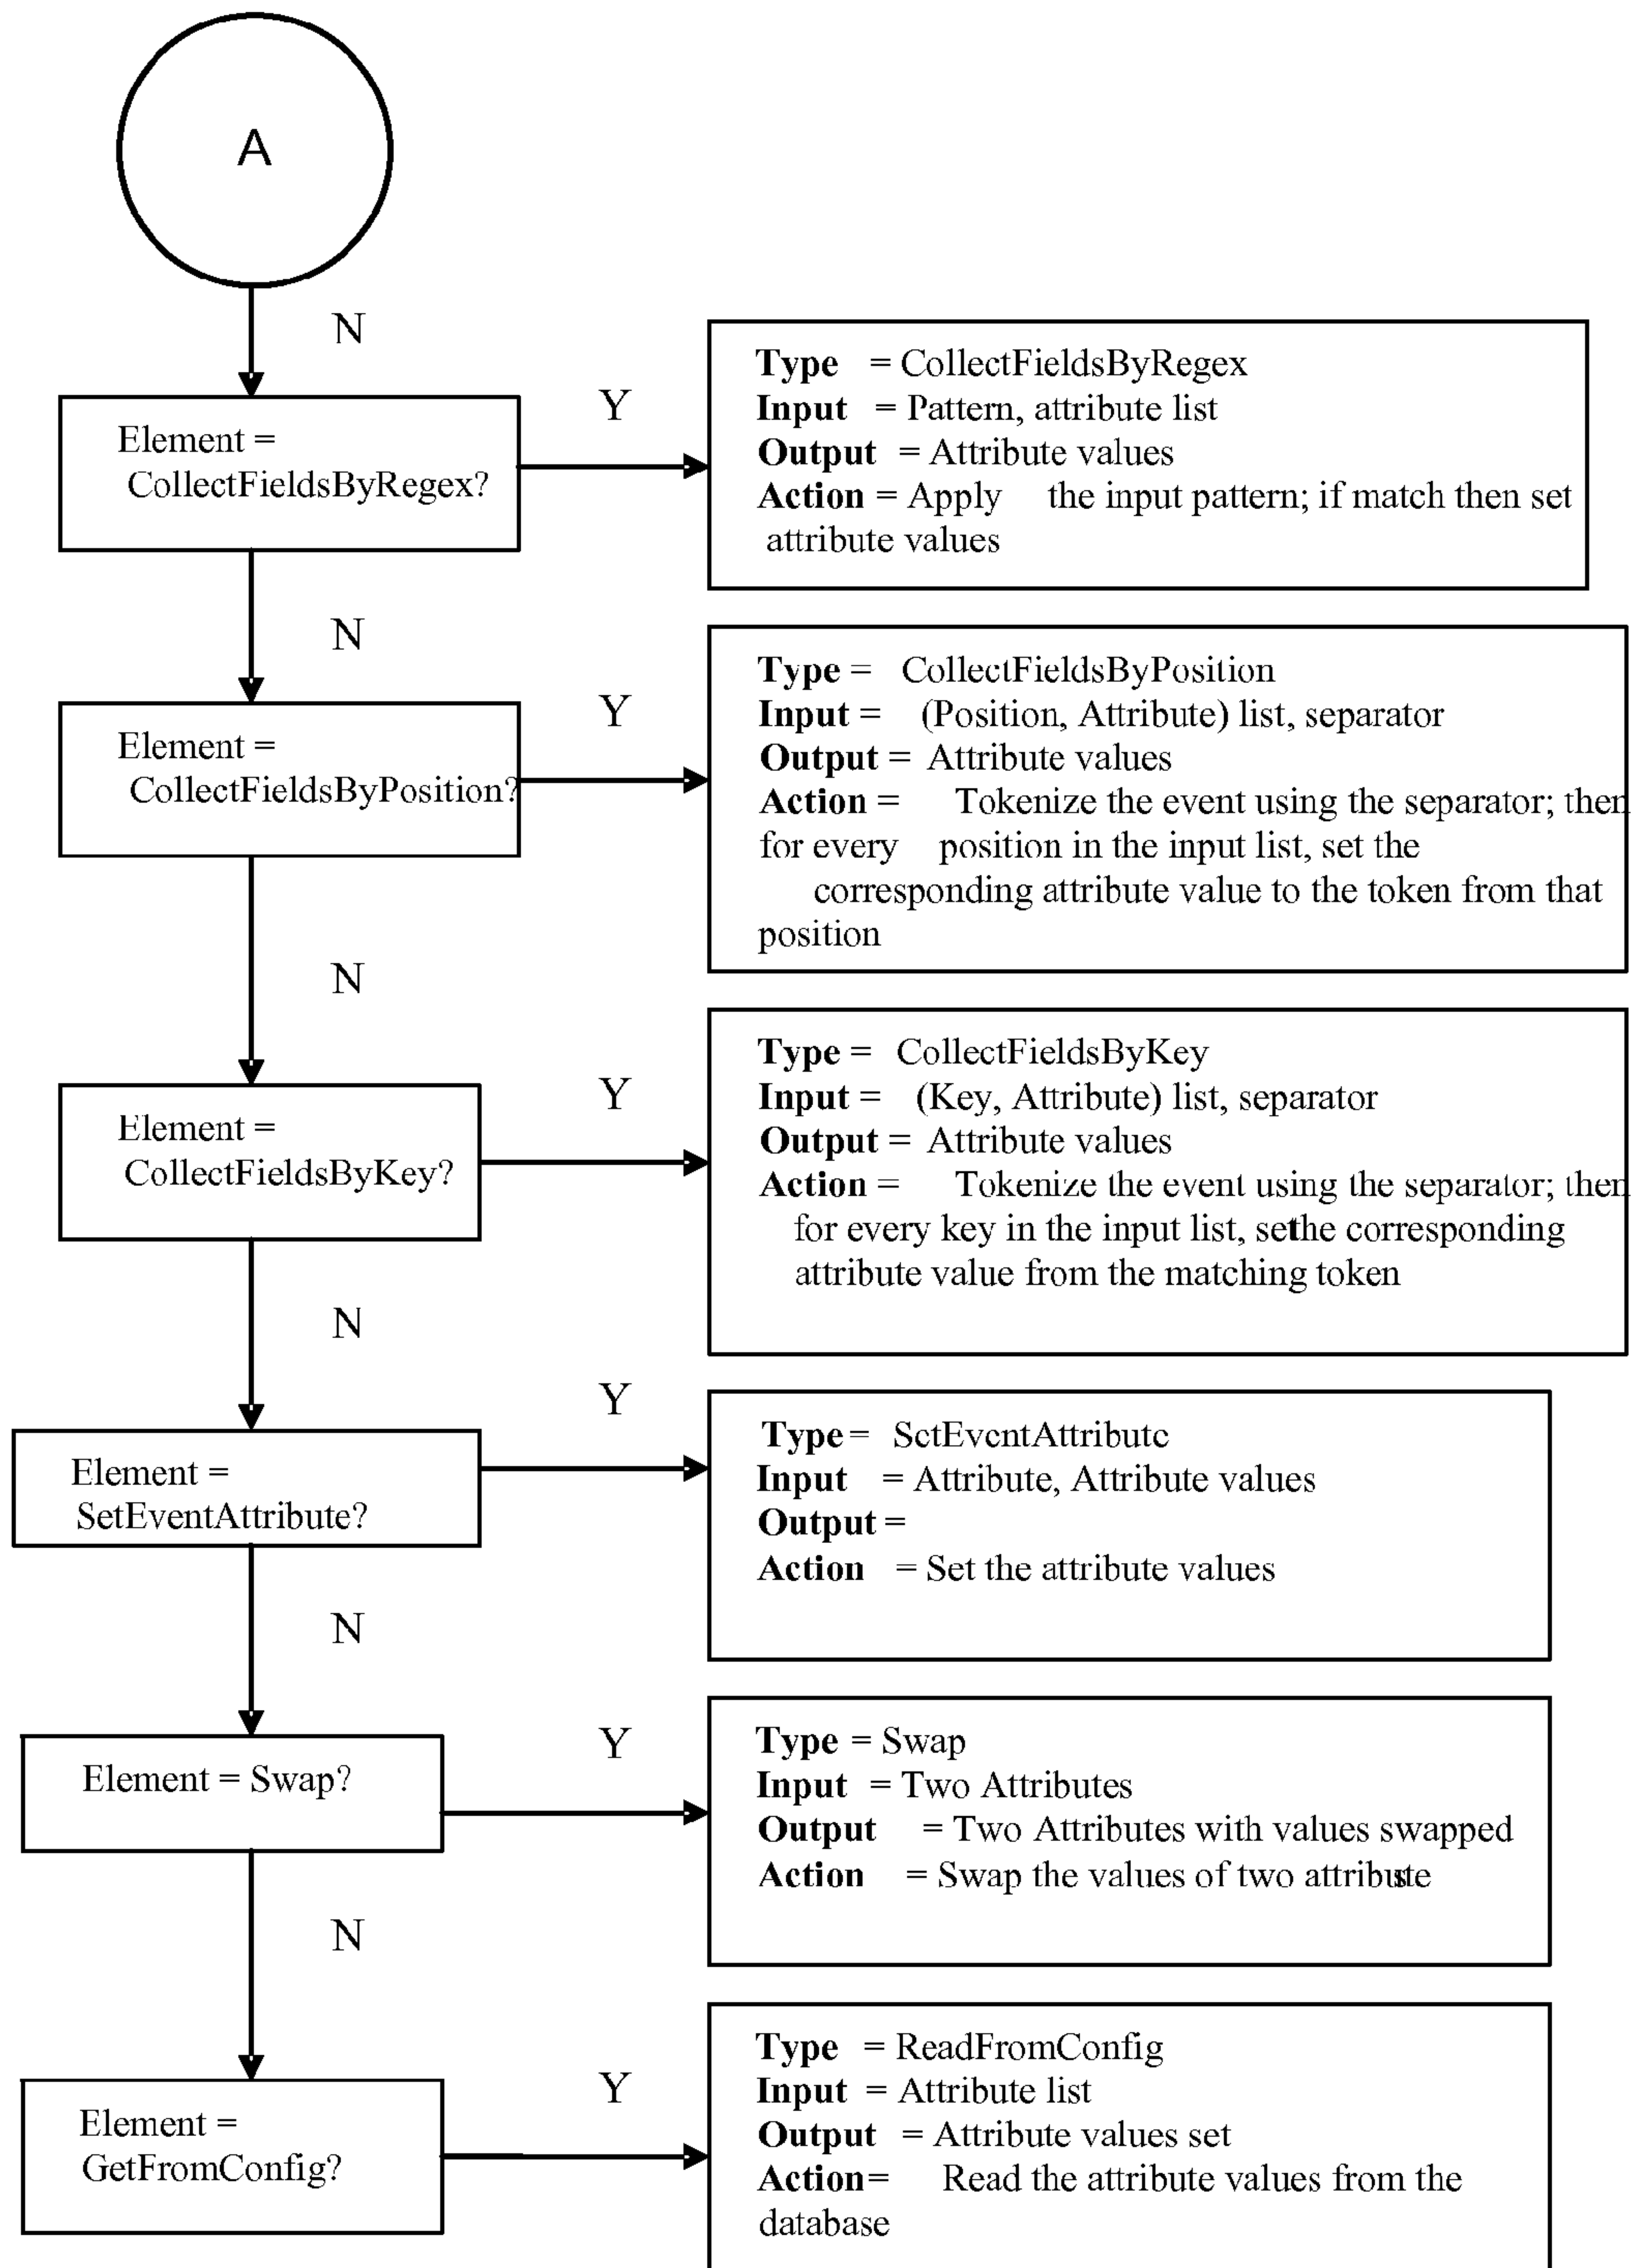 A
N
Element =
CollectFieldsByRegex?
Y
Type = CollectFieldsByRegex
Input = Pattern, attribute list
Output = Attribute values
Action = Apply the input pattern; if match then set
attribute values
N
Element =
CollectFieldsByPosition?
Y
Type = CollectFieldsByPosition
Input = (Position, Attribute) list, separator
Output = Attribute values
Action = Tokenize the event using the separator; then
for every position in the input list, set the
corresponding attribute value to the token from that
position
N
Element =
CollectFieldsByKey?
Y
Type = CollectFieldsByKey
Input = (Key, Attribute) list, separator
Output = Attribute values
Action = Tokenize the event using the separator; then
for every key in the input list, set the corresponding
attribute value from the matching token
N
Element =
SetEventAttribute?
Y
Type = SetEventAttribute
Input = Attribute, Attribute values
Output =
Action = Set the attribute values
N
Element = Swap?
Y
Type = Swap
Input = Two Attributes
Output = Two Attributes with values swapped
Action = Swap the values of two attributes
N
Element =
GetFromConfig?
Y
Type = ReadFromConfig
Input = Attribute list
Output = Attribute values set
Action= Read the attribute values from the
database